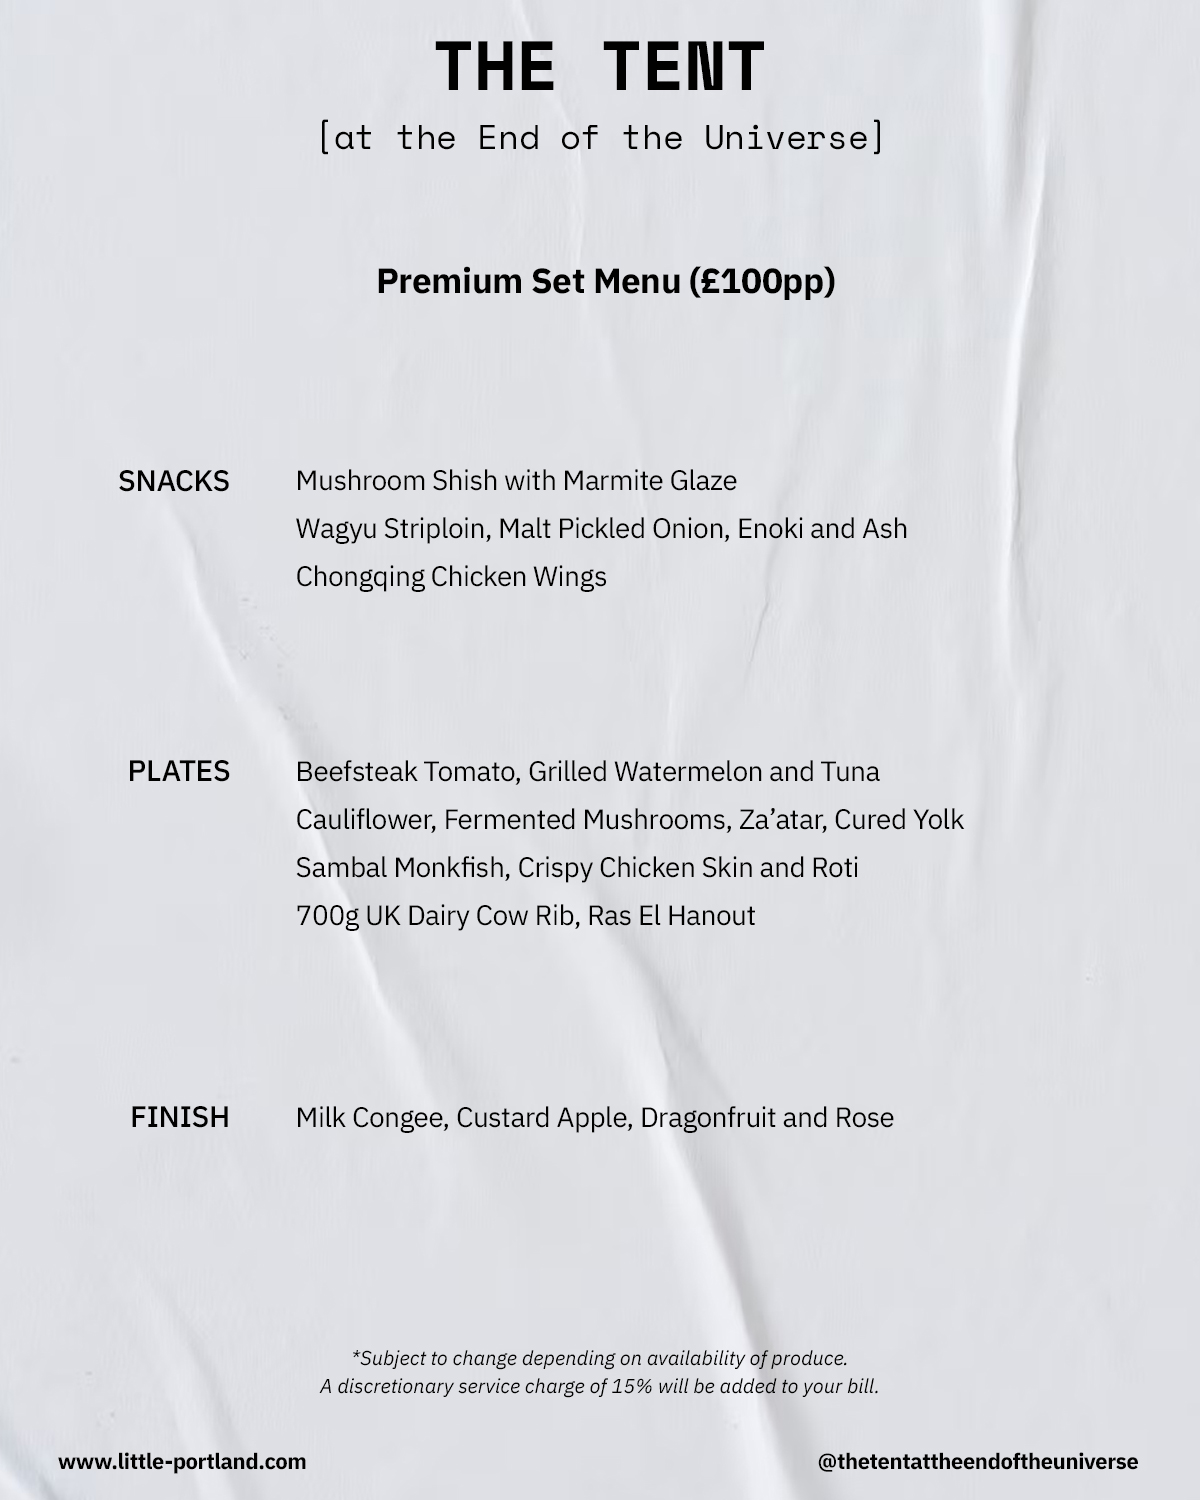 THE TENT
[at the End of the Universe]
Premium Set Menu (£100pp)
SNACKS
Mushroom Shish with Marmite Glaze
Wagyu Striploin, Malt Pickled Onion, Enoki and Ash
Chongqing Chicken Wings
PLATES
Beefsteak Tomato, Grilled Watermelon and Tuna
Cauliflower, Fermented Mushrooms, Za’atar, Cured Yolk
Sambal Monkfish, Crispy Chicken Skin and Roti
700g UK Dairy Cow Rib, Ras El Hanout
FINISH
Milk Congee, Custard Apple, Dragonfruit and Rose
*Subject to change depending on availability of produce.
A discretionary service charge of 15% will be added to your bill.
www.little-portland.com
@thetentattheendoftheuniverse